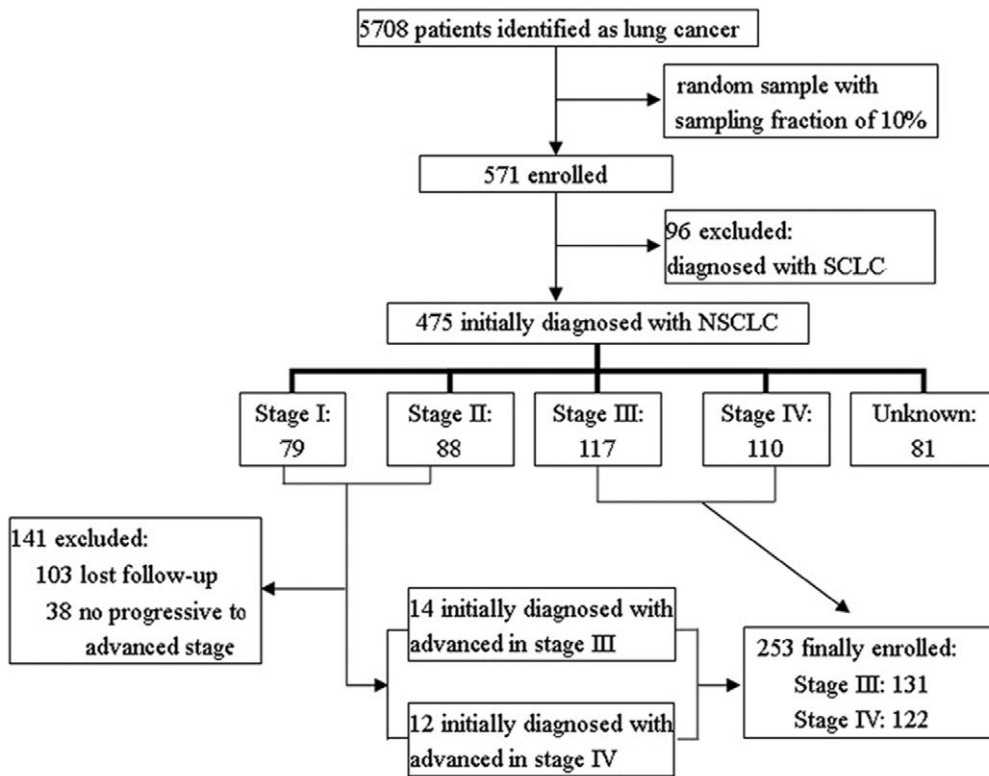 5708 patients identified as lung cancer
random sample with
sampling fraction of 10%
571 enrolled
96 excluded:
diagnosed with SCLC
475 initially diagnosed with NSCLC
Stage I:
79
Stage II:
88
Stage III:
117
Stage IV:
110
Unknown:
81
141 excluded:
103 lost follow-up
38 no progressive to
advanced stage
14 initially diagnosed with
advanced in stage III
12 initially diagnosed with
advanced in stage IV
253 finally enrolled:
Stage III: 131
Stage IV: 122